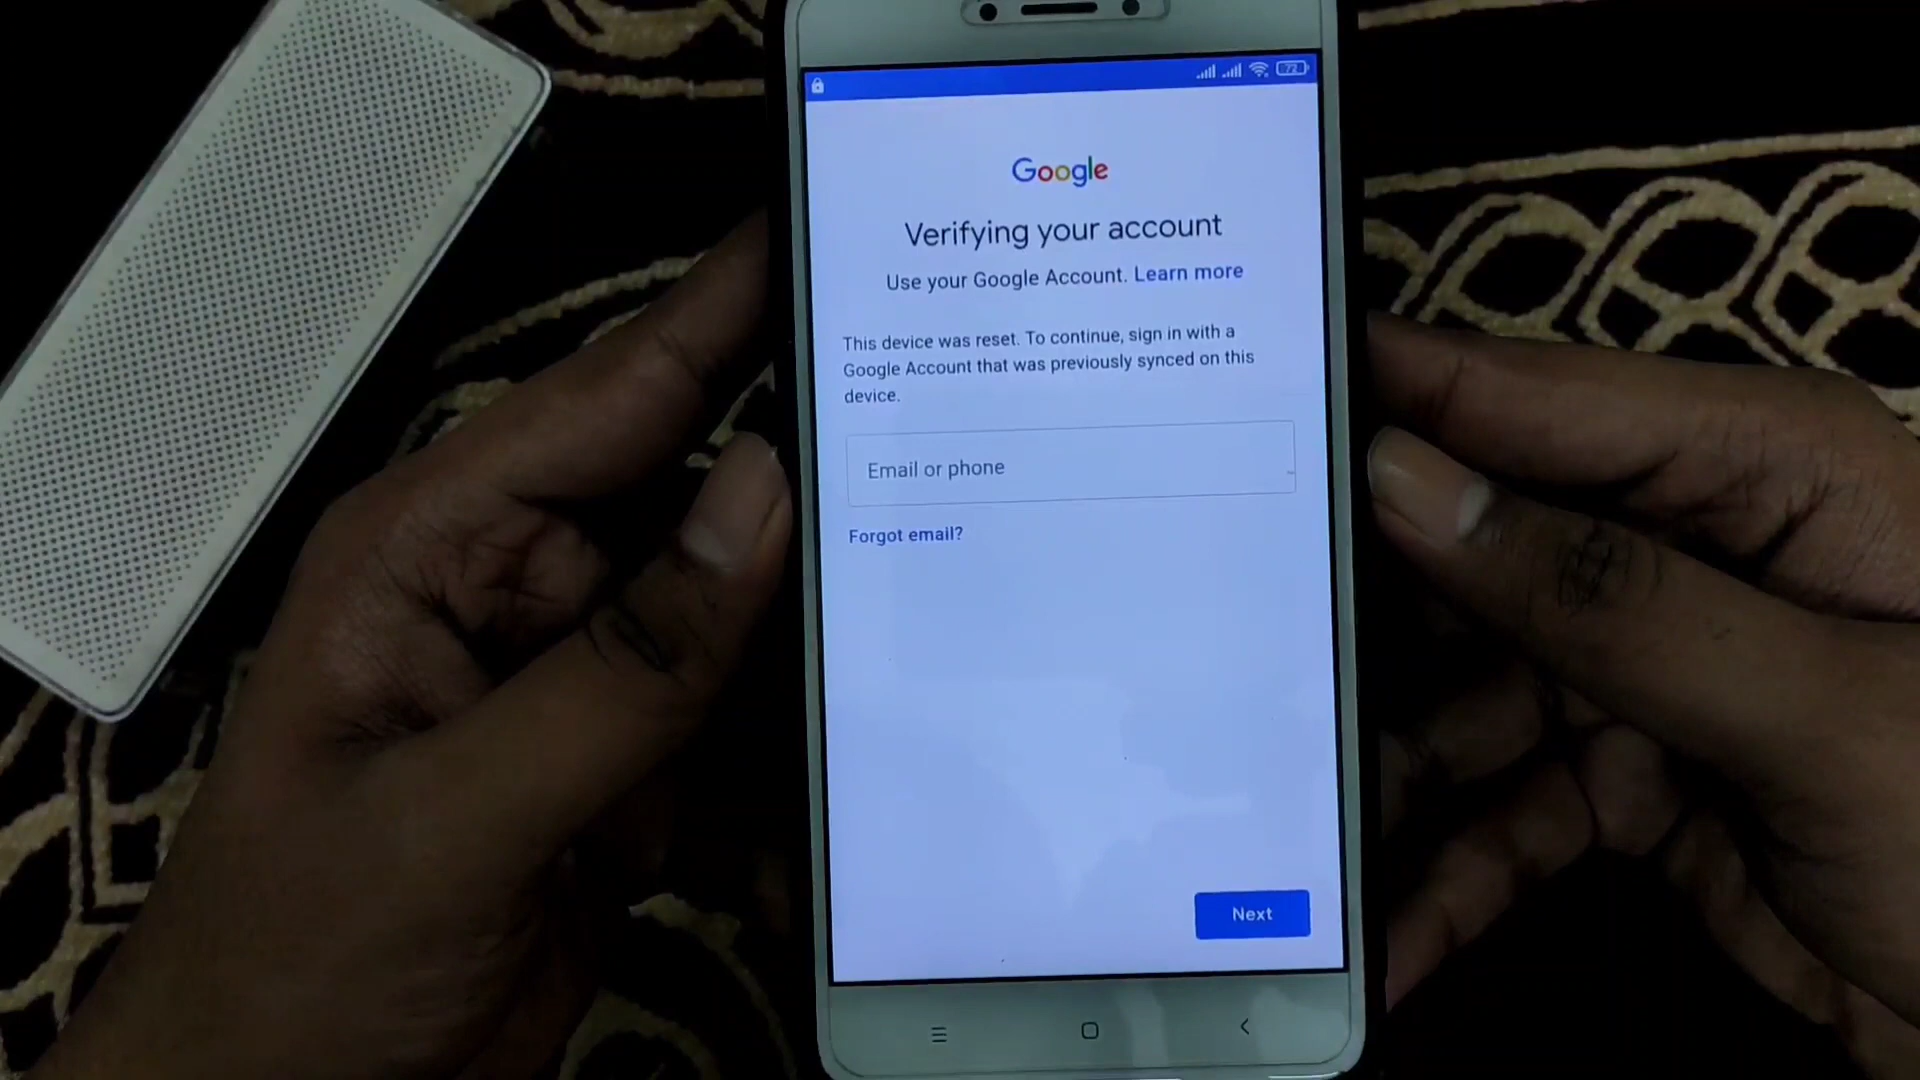 72
Google
Verifying your account
Use your Google Account. Learn more
This device was reset. To continue, sign in with a
Google Account that was previously synced on this
device.
Email or phone
Forgot email?
Next